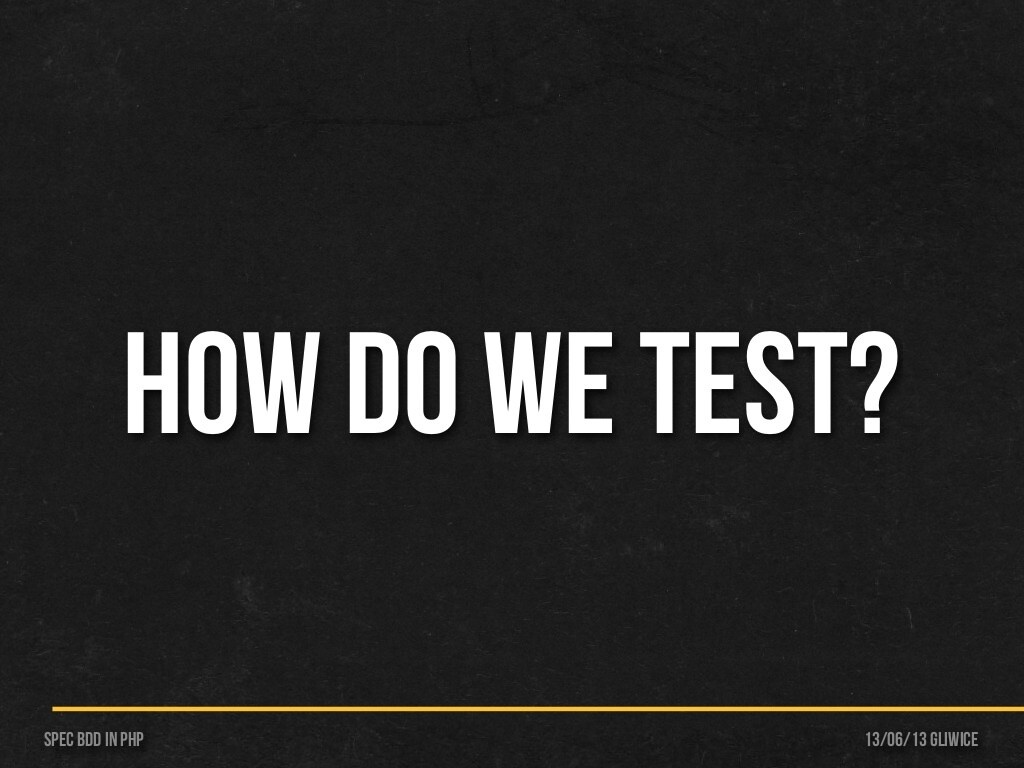 HOW DO WE TEST?
SPEC BDD IN PHP
13/06/13 GLIWICE